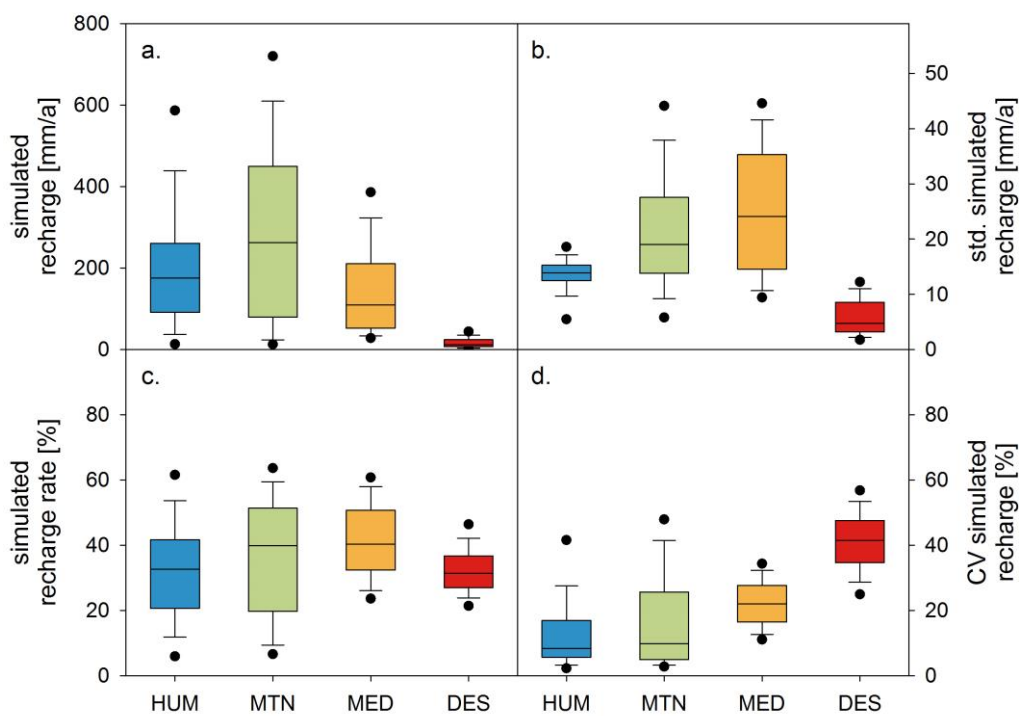 a.
800
600
400
200
0
simulated
recharge [mm/a]
b.
50
40
30
20
10
0
std. simulated
recharge [mm/a]
c.
80
60
40
20
0
simulated
recharge rate [%]
HUM MTN MED DES
d.
80
60
40
20
0
CV simulated
recharge [%]
HUM MTN MED DES